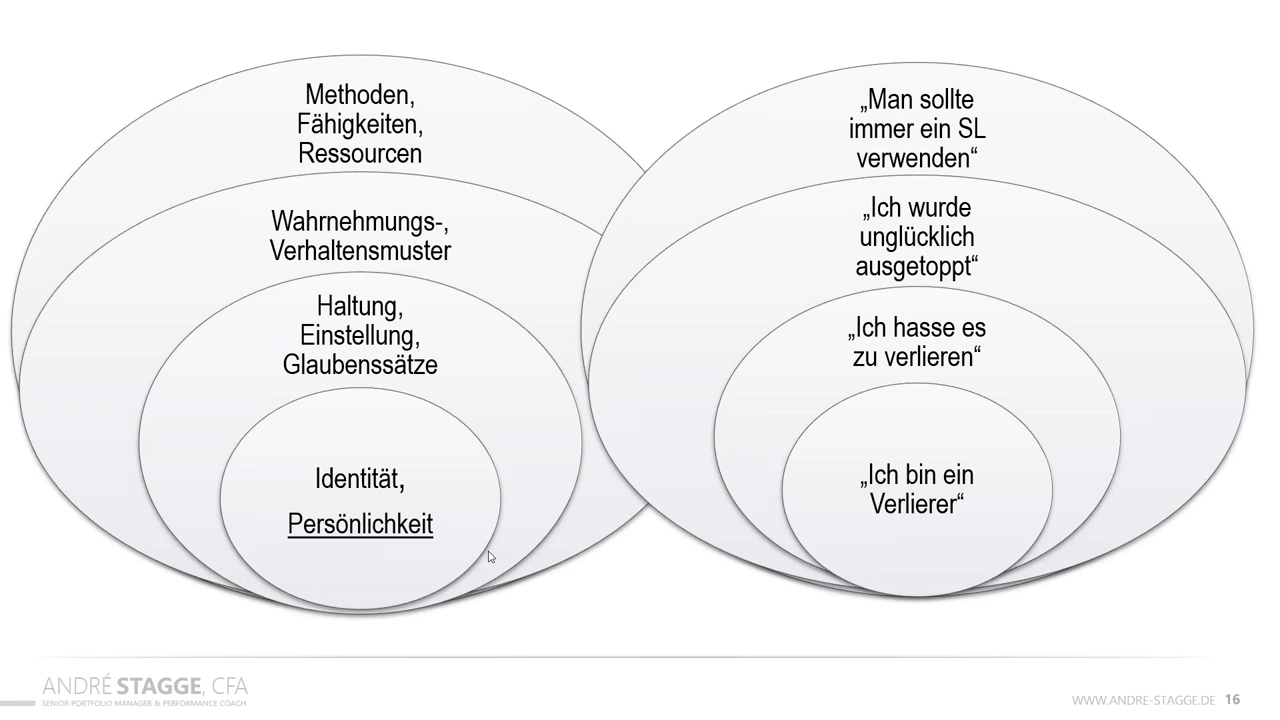 Methoden,
Fähigkeiten,
Ressourcen
Wahrnehmungs-,
Verhaltensmuster
Haltung,
Einstellung,
Glaubenssätze
Identität,
Persönlichkeit
„Man sollte
immer ein SL
verwenden“
„Ich wurde
unglücklich
ausgetoppt“
„Ich hasse es
zu verlieren“
„Ich bin ein
Verlierer“
ANDRÉ STAGGE, CFA
SENIOR PORTFOLIO MANAGER & PERFORMANCE COACH
WWW.ANDRE-STAGGE.DE 16